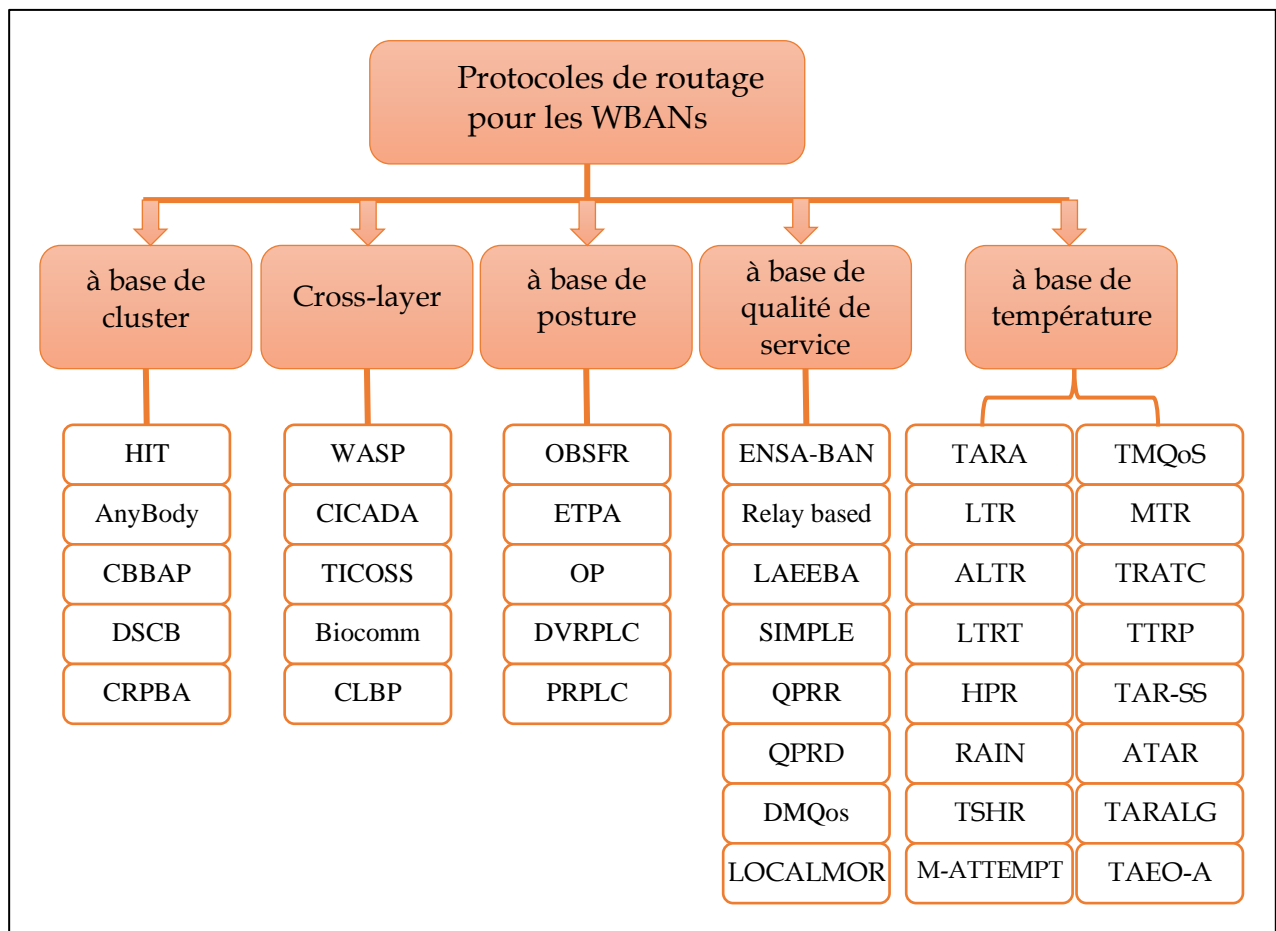 Protocoles de routage
pour les WBANs
à base de
cluster
Cross-layer
à base de
posture
à base de
qualité de
service
à base de
température
HIT
AnyBody
CBBAP
DSCB
CRPBA
WASP
CICADA
TICOSS
Biocomm
CLBP
OBSFR
ETPA
OP
DVRPLC
PRPLC
ENSA-BAN
Relay based
LAEEBA
SIMPLE
QPRR
QPRD
DMQos
LOCALMOR
TARA
LTR
ALTR
LTRT
HPR
RAIN
TSHR
M-ATTEMPT
TMQoS
MTR
TRATC
TTRP
TAR-SS
ATAR
TARALG
TAEO-A